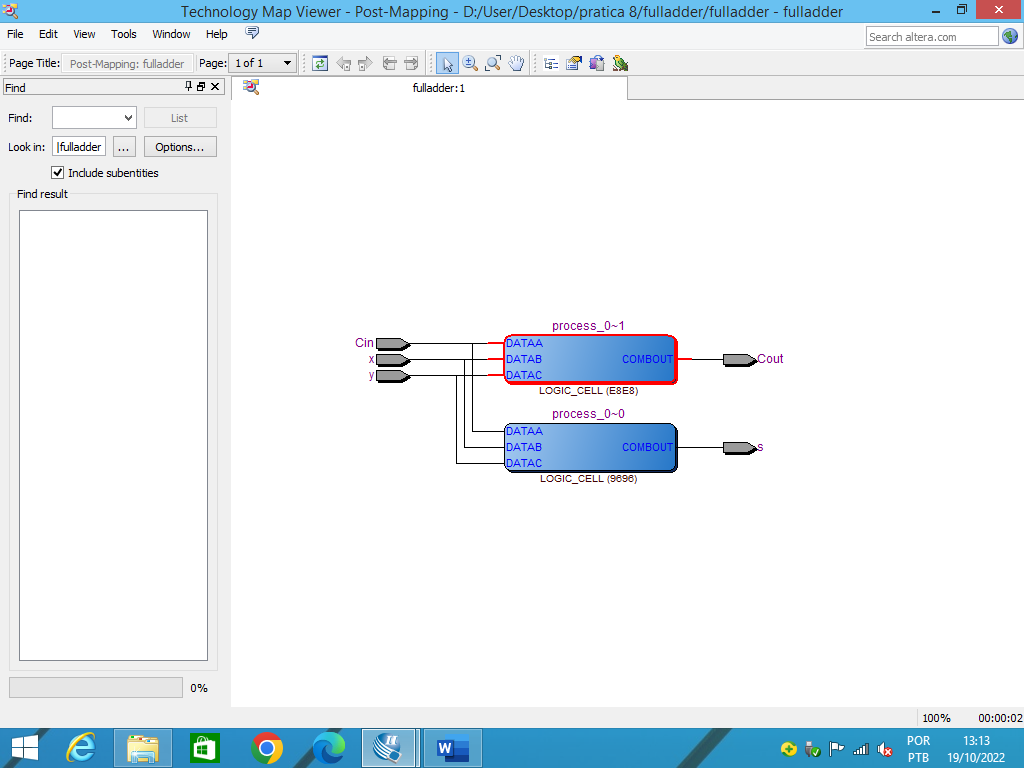 Technology Map Viewer - Post-Mapping - D:/User/Desktop/pratica 8/fulladder/fulladder - fulladder
File Edit View Tools Window Help
Search altera.com
Page Title: Post-Mapping: fulladder Page: 1 of 1
Find
fulladder:1
Find:
List
Look in: |fulladder ... Options...
Include subentities
Find result
process_0~1
Cin
DATAA
x
DATAB COMBOUT
Cout
y
DATAC
LOGIC_CELL (E8E8)
process_0~0
DATAA
DATAB COMBOUT
s
DATAC
LOGIC_CELL (9696)
0%
100% 00:00:02
POR 13:13
PTB 19/10/2022